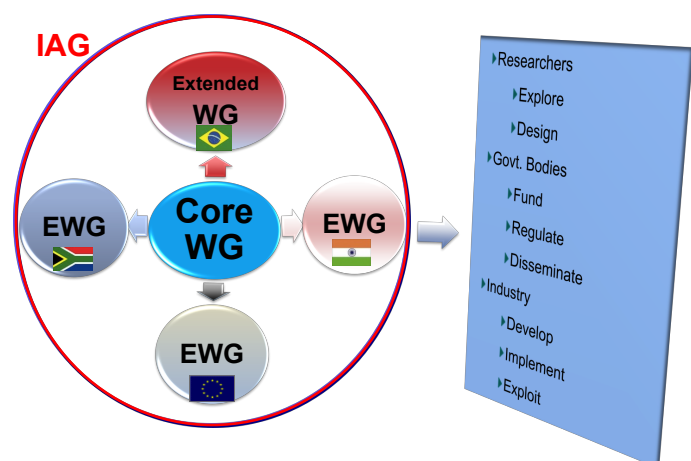 IAG
Extended
WG
EWG
Core
WG
EWG
EWG
Researchers
Explore
Design
Govt. Bodies
Fund
Regulate
Disseminate
Industry
Develop
Implement
Exploit